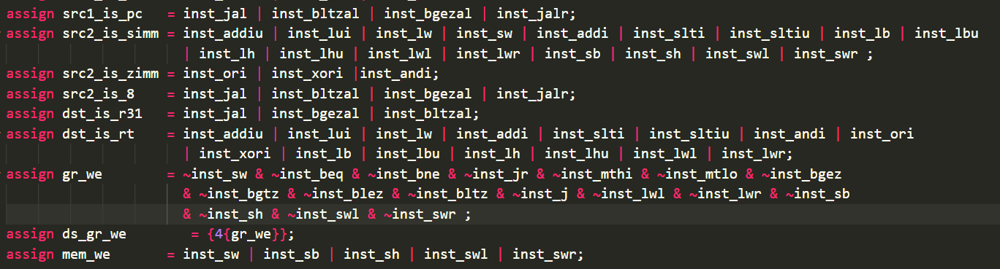 assign src1_is_pc   = inst_jal | inst_bltzal | inst_bgezal | inst_jalr;
assign src2_is_simm = inst_addiu | inst_lui | inst_lw | inst_sw | inst_addi | inst_slti | inst_sltiu | inst_lb | inst_lbu
                      | inst_lh | inst_lhu | inst_lwl | inst_lwr | inst_sb | inst_sh | inst_swl | inst_swr ;
assign src2_is_zimm = inst_ori | inst_xori |inst_andi;
assign src2_is_8    = inst_jal | inst_bltzal | inst_bgezal | inst_jalr;
assign dst_is_r31   = inst_jal | inst_bgezal | inst_bltzal;
assign dst_is_rt    = inst_addiu | inst_lui | inst_lw | inst_addi | inst_slti | inst_sltiu | inst_andi | inst_ori
                      | inst_xori | inst_lb | inst_lbu | inst_lh | inst_lhu | inst_lwl | inst_lwr;
assign gr_we        = ~inst_sw & ~inst_beq & ~inst_bne & ~inst_jr & ~inst_mthi & ~inst_mtlo & ~inst_bgez
                      & ~inst_bgtz & ~inst_blez & ~inst_bltz & ~inst_j & ~inst_lwl & ~inst_lwr & ~inst_sb
                      & ~inst_sh & ~inst_swl & ~inst_swr ;
assign ds_gr_we        = {4{gr_we}};
assign mem_we       = inst_sw | inst_sb | inst_sh | inst_swl | inst_swr;